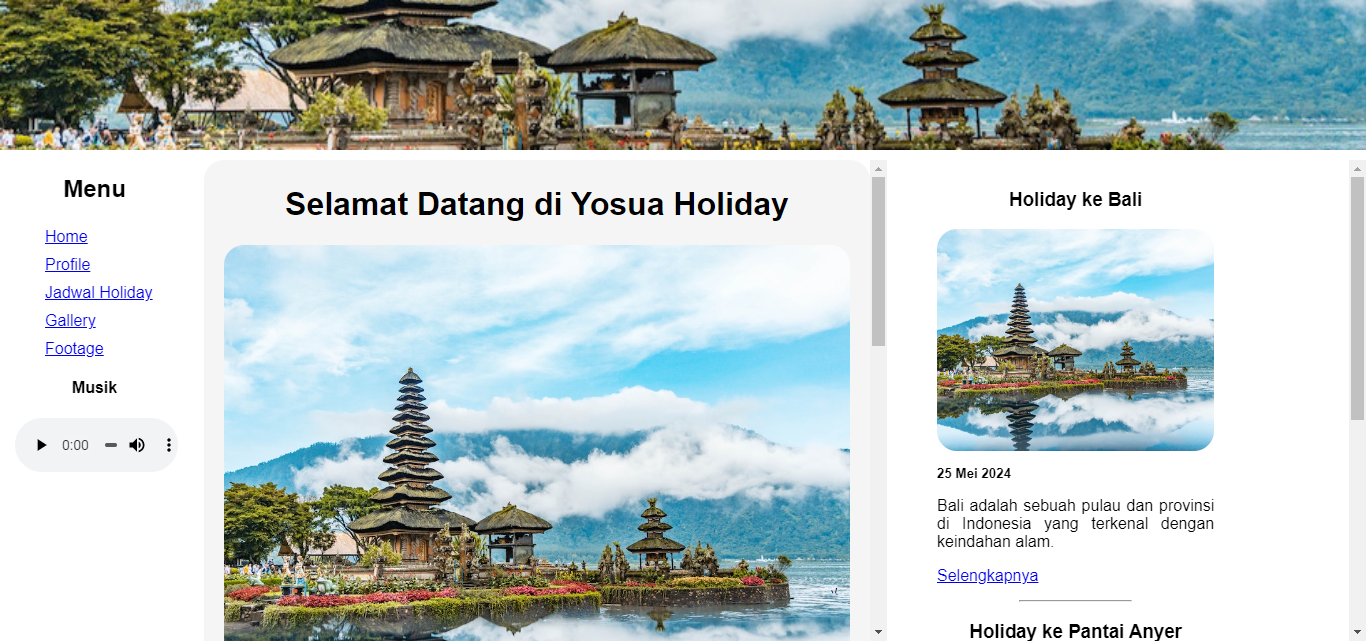 Menu
Home
Profile
Jadwal Holiday
Gallery
Footage
Musik
0:00
Selamat Datang di Yosua Holiday
Holiday ke Bali
25 Mei 2024
Bali adalah sebuah pulau dan provinsi
di Indonesia yang terkenal dengan
keindahan alam.
Selengkapnya
Holiday ke Pantai Anyer